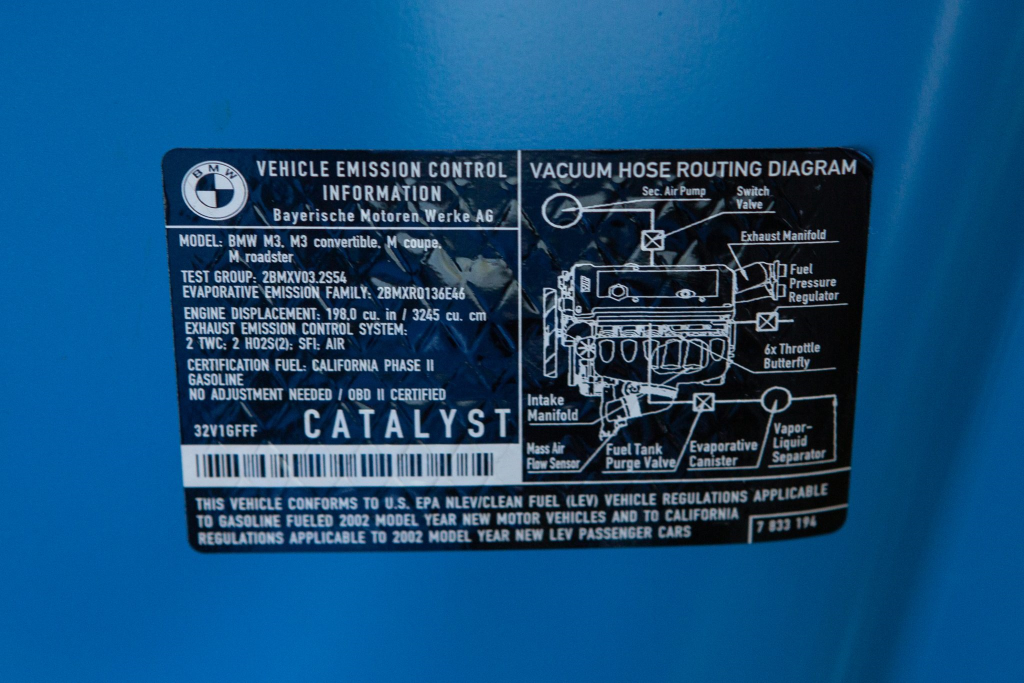 BMW
VEHICLE EMISSION CONTROL
INFORMATION
Bayerische Motoren Werke AG
MODEL: BMW M3, M3 convertible, M coupe,
M roadster
TEST GROUP: 2BMXV03.2S54
EVAPORATIVE EMISSION FAMILY: 2BMXR0136E46
ENGINE DISPLACEMENT: 198,0 cu. in / 3245 cu. cm
EXHAUST EMISSION CONTROL SYSTEM:
2 TWC; 2 HO2S(2); SFI; AIR
CERTIFICATION FUEL: CALIFORNIA PHASE II
GASOLINE
NO ADJUSTMENT NEEDED / OBD II CERTIFIED
32V1GFFF
CATALYST
VACUUM HOSE ROUTING DIAGRAM
Sec. Air Pump
Switch
Valve
Exhaust Manifold
Fuel
Pressure
Regulator
6x Throttle
Butterfly
Intake
Manifold
Mass Air
Flow Sensor
Fuel Tank
Purge Valve
Evaporative
Canister
Vapor-
Liquid
Separator
THIS VEHICLE CONFORMS TO U.S. EPA NLEV/CLEAN FUEL (LEV) VEHICLE REGULATIONS APPLICABLE
TO GASOLINE FUELED 2002 MODEL YEAR NEW MOTOR VEHICLES AND TO CALIFORNIA
REGULATIONS APPLICABLE TO 2002 MODEL YEAR NEW LEV PASSENGER CARS
7 833 194